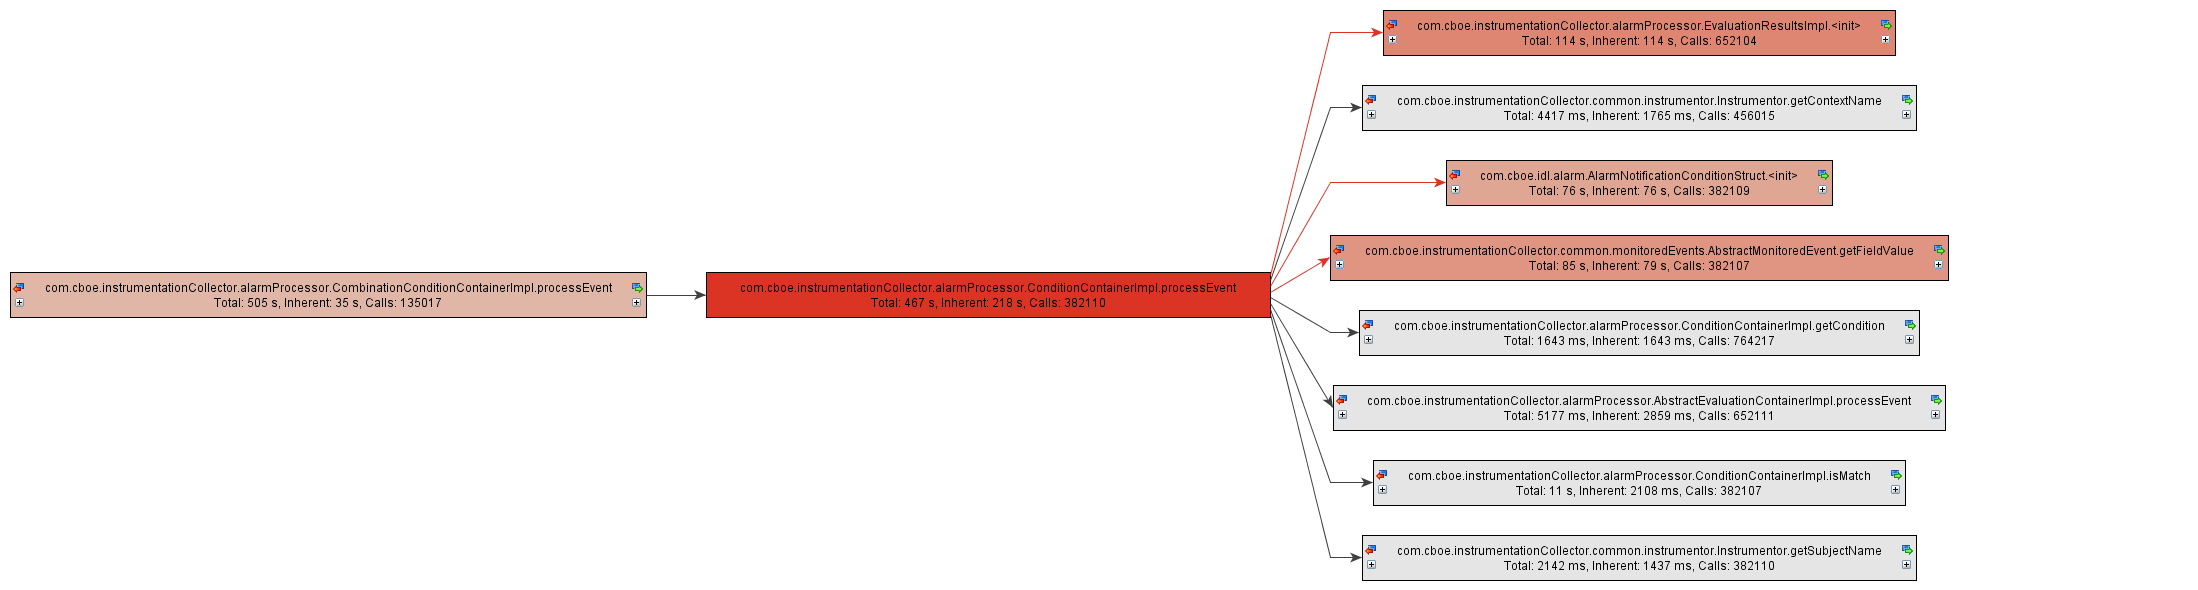 com.cboe.instrumentationCollector.alarmProcessor.CombinationConditionContainerImpl.processEvent
Total: 505 s, Inherent: 35 s, Calls: 135017
com.cboe.instrumentationCollector.alarmProcessor.ConditionContainerImpl.processEvent
Total: 467 s, Inherent: 218 s, Calls: 382110
com.cboe.instrumentationCollector.alarmProcessor.EvaluationResultsImpl.<init>
Total: 114 s, Inherent: 114 s, Calls: 652104
com.cboe.instrumentationCollector.common.instrumentor.Instrumentor.getContextName
Total: 4417 ms, Inherent: 1765 ms, Calls: 456015
com.cboe.idl.alarm.AlarmNotificationConditionStruct.<init>
Total: 76 s, Inherent: 76 s, Calls: 382109
com.cboe.instrumentationCollector.common.monitoredEvents.AbstractMonitoredEvent.getFieldValue
Total: 85 s, Inherent: 79 s, Calls: 382107
com.cboe.instrumentationCollector.alarmProcessor.ConditionContainerImpl.getCondition
Total: 1643 ms, Inherent: 1643 ms, Calls: 764217
com.cboe.instrumentationCollector.alarmProcessor.AbstractEvaluationContainerImpl.processEvent
Total: 5177 ms, Inherent: 2859 ms, Calls: 652111
com.cboe.instrumentationCollector.alarmProcessor.ConditionContainerImpl.isMatch
Total: 11 s, Inherent: 2108 ms, Calls: 382107
com.cboe.instrumentationCollector.common.instrumentor.Instrumentor.getSubjectName
Total: 2142 ms, Inherent: 1437 ms, Calls: 382110